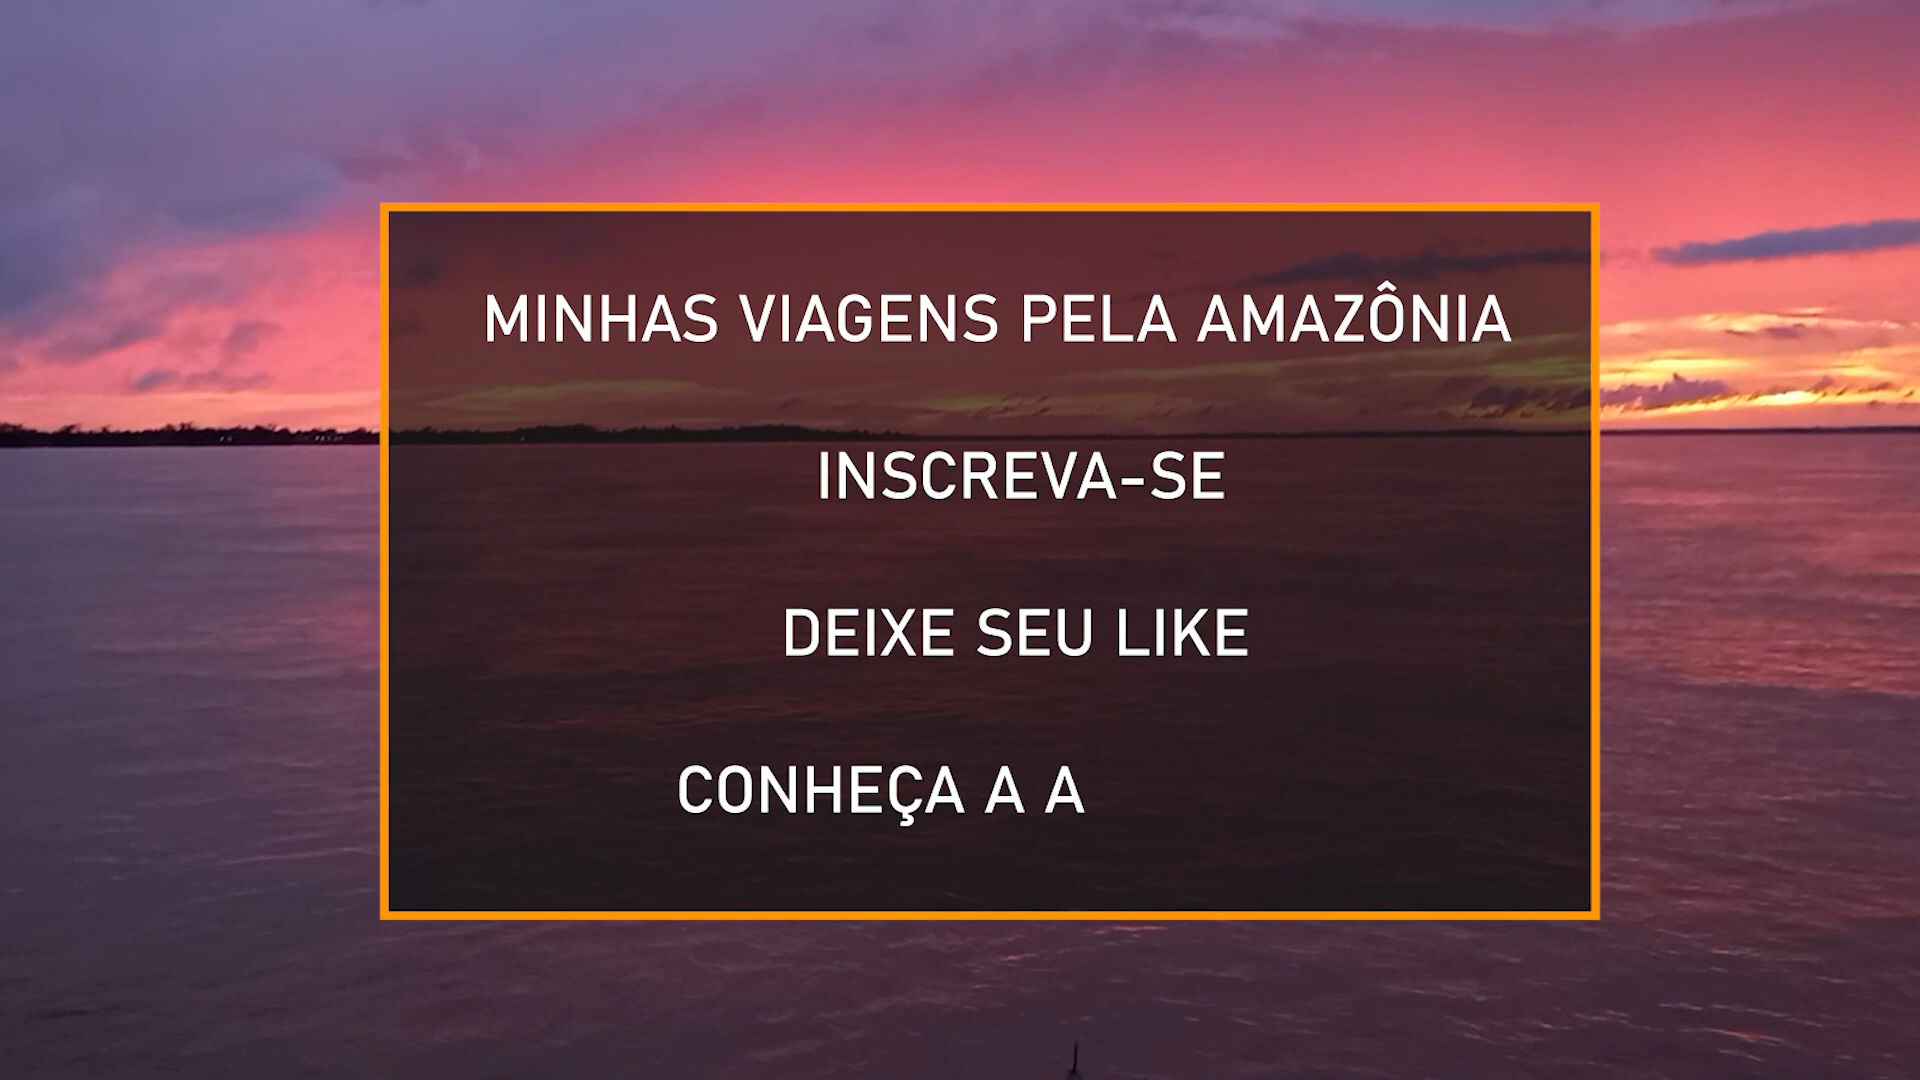 MINHAS VIAGENS PELA AMAZÔNIA
INSCREVA-SE
DEIXE SEU LIKE
CONHEÇA A A